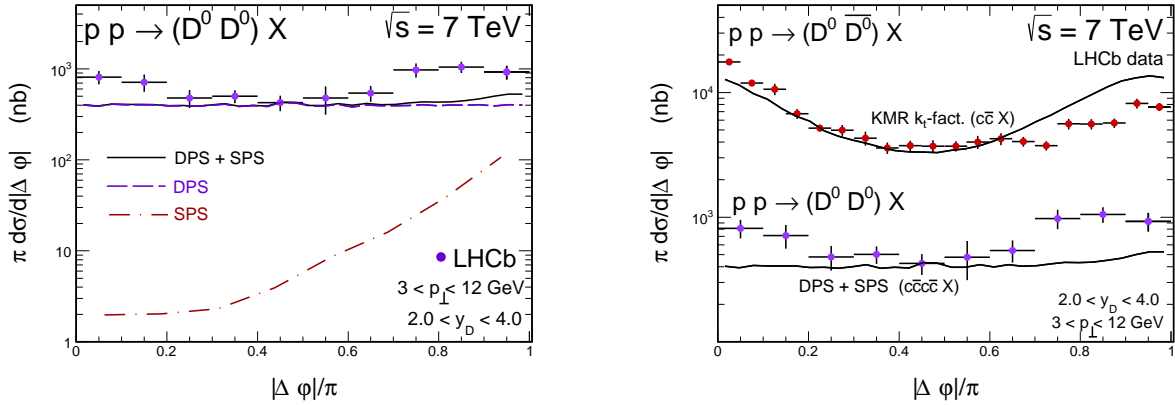 p p → (D⁰ D⁰) X
√s = 7 TeV
π dσ/d|Δ φ| (nb)
10³
10²
10
1
DPS + SPS
DPS
SPS
LHCb
3 < p⊥ < 12 GeV
2.0 < y_D < 4.0
0 0.2 0.4 0.6 0.8 1
|Δ φ|/π
p p → (D⁰ D̅⁰) X
√s = 7 TeV
LHCb data
π dσ/d|Δ φ| (nb)
10⁴
10³
KMR k_t-fact. (cc̅ X)
p p → (D⁰ D⁰) X
DPS + SPS (cc̅cc̅ X)
2.0 < y_D < 4.0
3 < p⊥ < 12 GeV
0 0.2 0.4 0.6 0.8 1
|Δ φ|/π